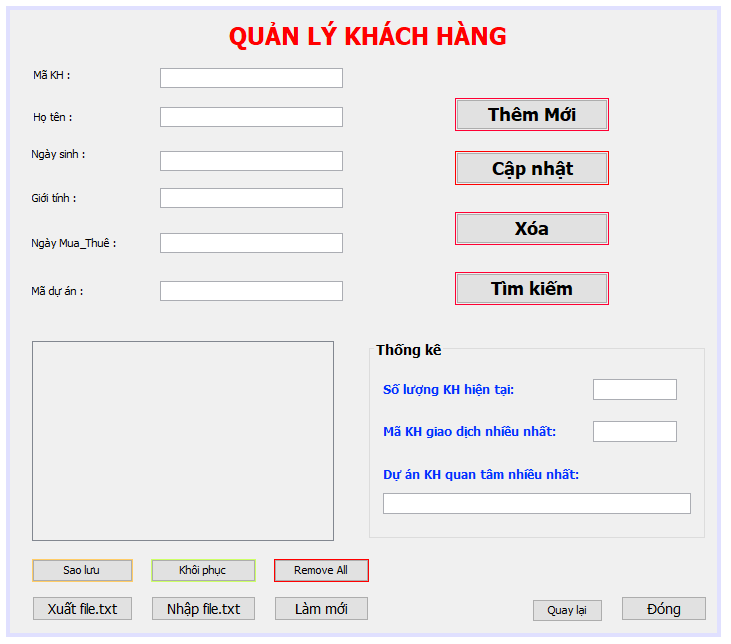 QUẢN LÝ KHÁCH HÀNG
Mã KH :
Họ tên :
Ngày sinh :
Giới tính :
Ngày Mua_Thuê :
Mã dự án :
Thêm Mới
Cập nhật
Xóa
Tìm kiếm
Thống kê
Số lượng KH hiện tại:
Mã KH giao dịch nhiều nhất:
Dự án KH quan tâm nhiều nhất:
Sao lưu
Khôi phục
Remove All
Xuất file.txt
Nhập file.txt
Làm mới
Quay lại
Đóng